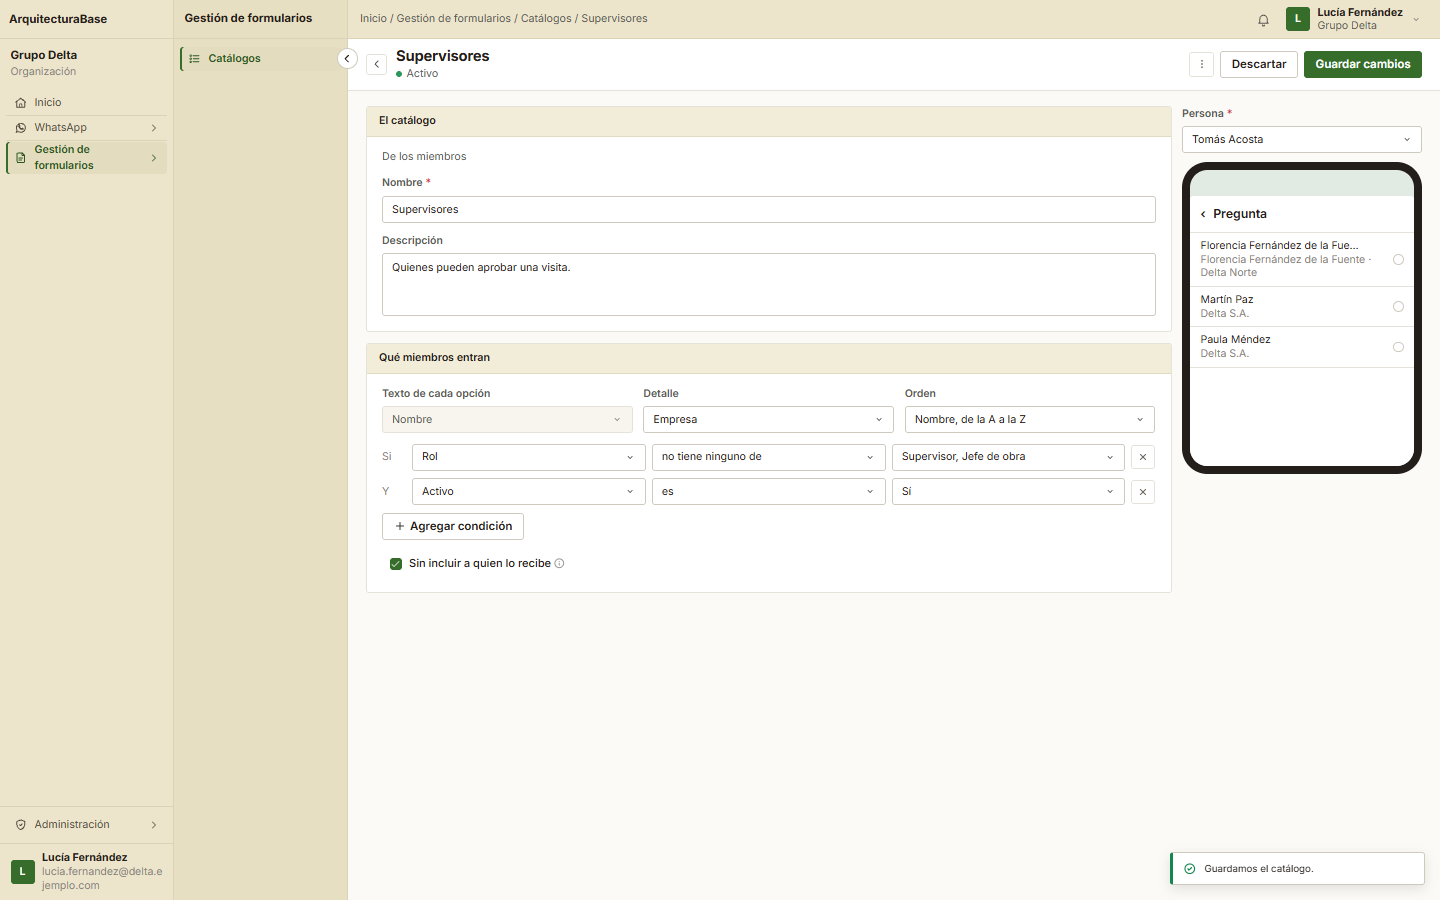 ArquitecturaBase
Grupo Delta
Organización
Inicio
WhatsApp
Gestión de
formularios
Administración
Lucía Fernández
lucia.fernandez@delta.e
jemplo.com
Gestión de formularios
Catálogos
Inicio / Gestión de formularios / Catálogos / Supervisores
L
Lucía Fernández
Grupo Delta
Supervisores
Activo
Descartar
Guardar cambios
El catálogo
De los miembros
Nombre *
Supervisores
Descripción
Quienes pueden aprobar una visita.
Qué miembros entran
Texto de cada opción
Detalle
Orden
Nombre
Empresa
Nombre, de la A a la Z
Si
Rol
no tiene ninguno de
Supervisor, Jefe de obra
Y
Activo
es
Sí
Agregar condición
Sin incluir a quien lo recibe
Persona *
Tomás Acosta
Pregunta
Florencia Fernández de la Fue...
Florencia Fernández de la Fuente ·
Delta Norte
Martín Paz
Delta S.A.
Paula Méndez
Delta S.A.
Guardamos el catálogo.
L